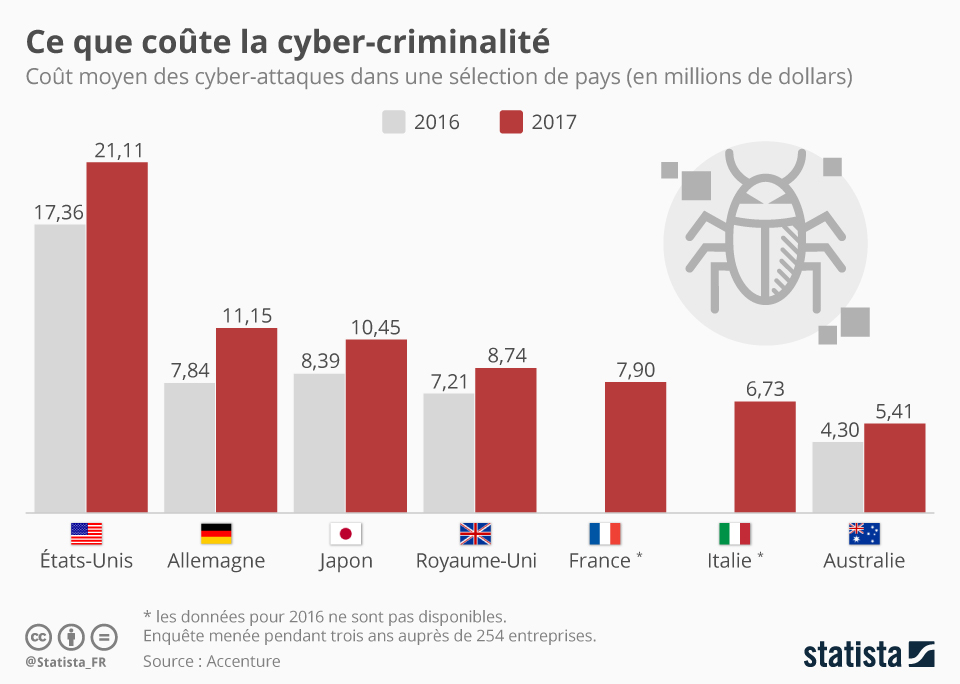 Ce que coûte la cyber-criminalité
Coût moyen des cyber-attaques dans une sélection de pays (en millions de dollars)
2016 2017
17,36 21,11
7,84 11,15
8,39 10,45
7,21 8,74
7,90
6,73
4,30 5,41
États-Unis Allemagne Japon Royaume-Uni France * Italie * Australie
* les données pour 2016 ne sont pas disponibles.
Enquête menée pendant trois ans auprès de 254 entreprises.
Source : Accenture
cc
@Statista_FR
statista